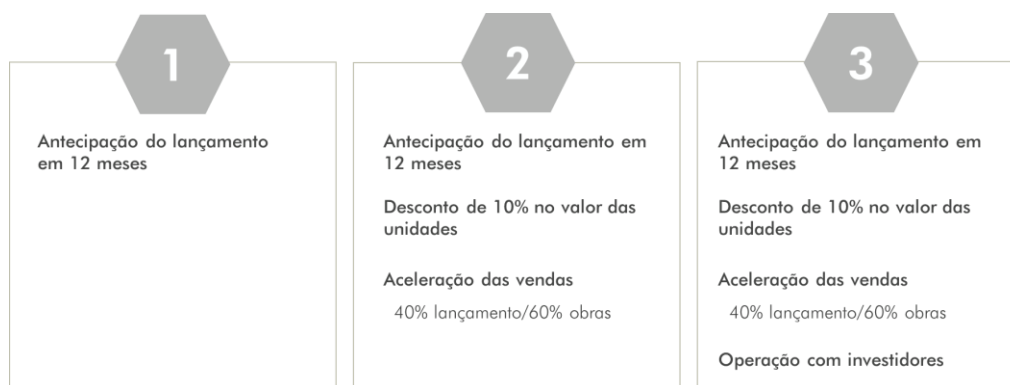 1
Antecipação do lançamento
em 12 meses
2
Antecipação do lançamento em
12 meses
Desconto de 10% no valor das
unidades
Aceleração das vendas
40% lançamento/60% obras
3
Antecipação do lançamento em
12 meses
Desconto de 10% no valor das
unidades
Aceleração das vendas
40% lançamento/60% obras
Operação com investidores